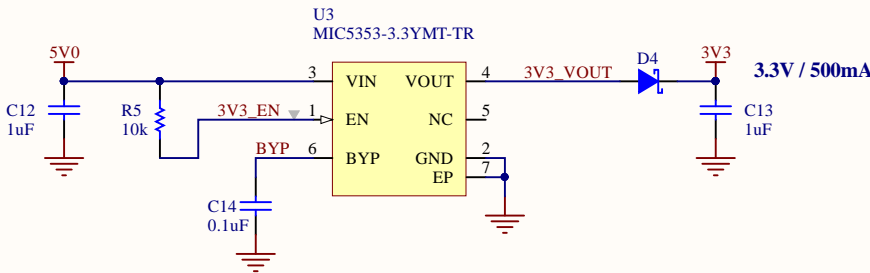 U3
MIC5353-3.3YMT-TR
5V0
3
VIN
VOUT
4
3V3_VOUT
D4
3V3
3.3V / 500mA
C12
1uF
R5
10k
3V3_EN
1
EN
NC
5
C13
1uF
BYP
6
BYP
GND
2
EP
7
C14
0.1uF